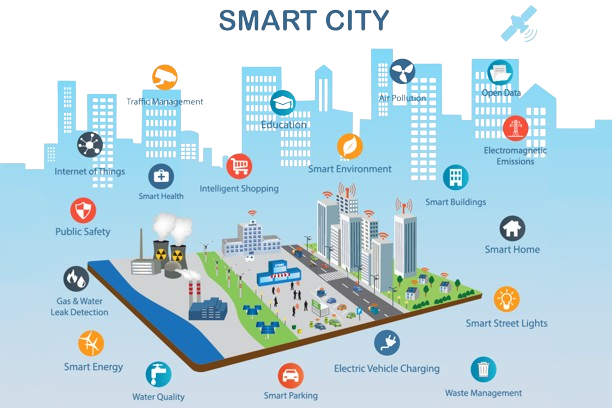 SMART CITY
Traffic Management
Air Pollution
Open Data
Education
Electromagnetic
Emissions
Internet of Things
Smart Environment
Smart Health
Intelligent Shopping
Smart Buildings
Public Safety
Smart Home
Gas & Water
Leak Detection
Smart Street Lights
Smart Energy
Electric Vehicle Charging
Water Quality
Smart Parking
Waste Management